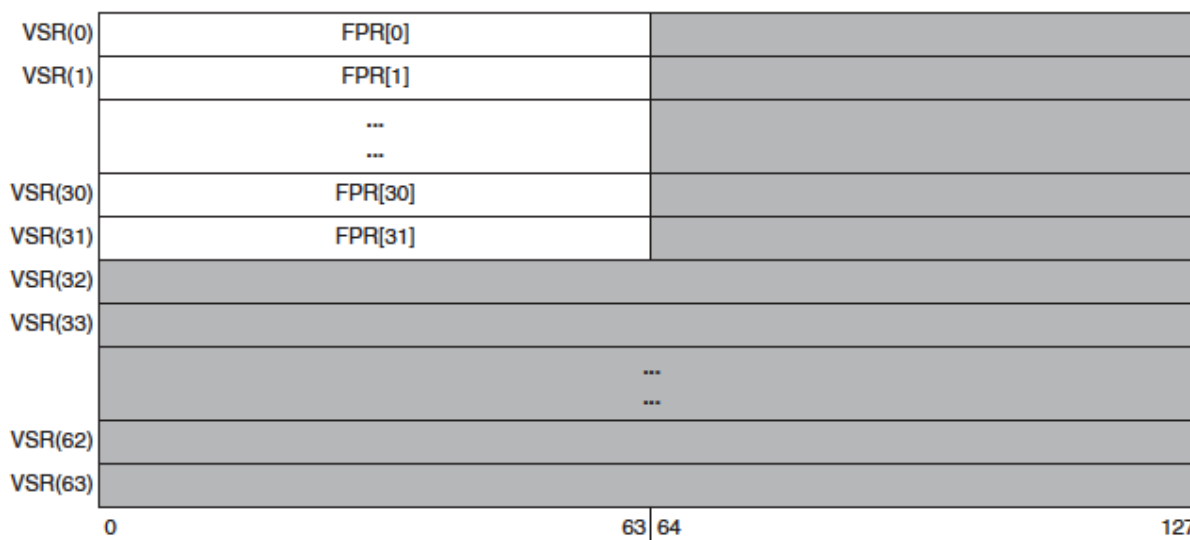 VSR(0) FPR[0]
VSR(1) FPR[1]
...
...
VSR(30) FPR[30]
VSR(31) FPR[31]
VSR(32)
VSR(33)
...
...
VSR(62)
VSR(63)
0 63 64 127